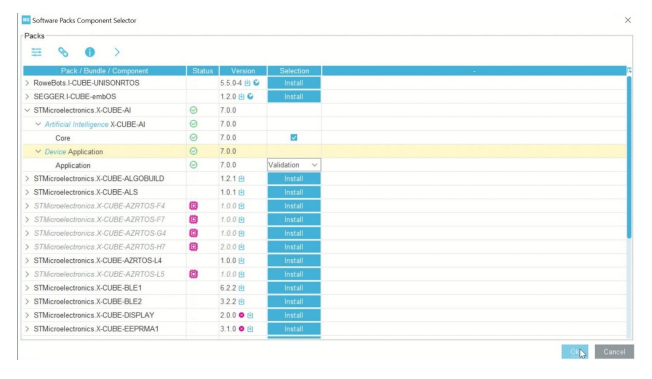 MX Software Packs Component Selector
Packs
Pack / Bundle / Component Status Version Selection -
RoweBots.I-CUBE-UNISONRTOS 5.5.0-4 Install
SEGGER.I-CUBE-embOS 1.2.0 Install
STMicroelectronics.X-CUBE-AI 7.0.0
Artificial Intelligence X-CUBE-AI 7.0.0
Core 7.0.0
Device Application 7.0.0
Application 7.0.0 Validation
STMicroelectronics.X-CUBE-ALGOBUILD 1.2.1 Install
STMicroelectronics.X-CUBE-ALS 1.0.1 Install
STMicroelectronics.X-CUBE-AZRTOS-F4 1.0.0 Install
STMicroelectronics.X-CUBE-AZRTOS-F7 1.0.0 Install
STMicroelectronics.X-CUBE-AZRTOS-G4 1.0.0 Install
STMicroelectronics.X-CUBE-AZRTOS-H7 2.0.0 Install
STMicroelectronics.X-CUBE-AZRTOS-L4 1.0.0 Install
STMicroelectronics.X-CUBE-AZRTOS-L5 1.0.0 Install
STMicroelectronics.X-CUBE-BLE1 6.2.2 Install
STMicroelectronics.X-CUBE-BLE2 3.2.2 Install
STMicroelectronics.X-CUBE-DISPLAY 2.0.0 Install
STMicroelectronics.X-CUBE-EEPRMA1 3.1.0 Install
Ok Cancel